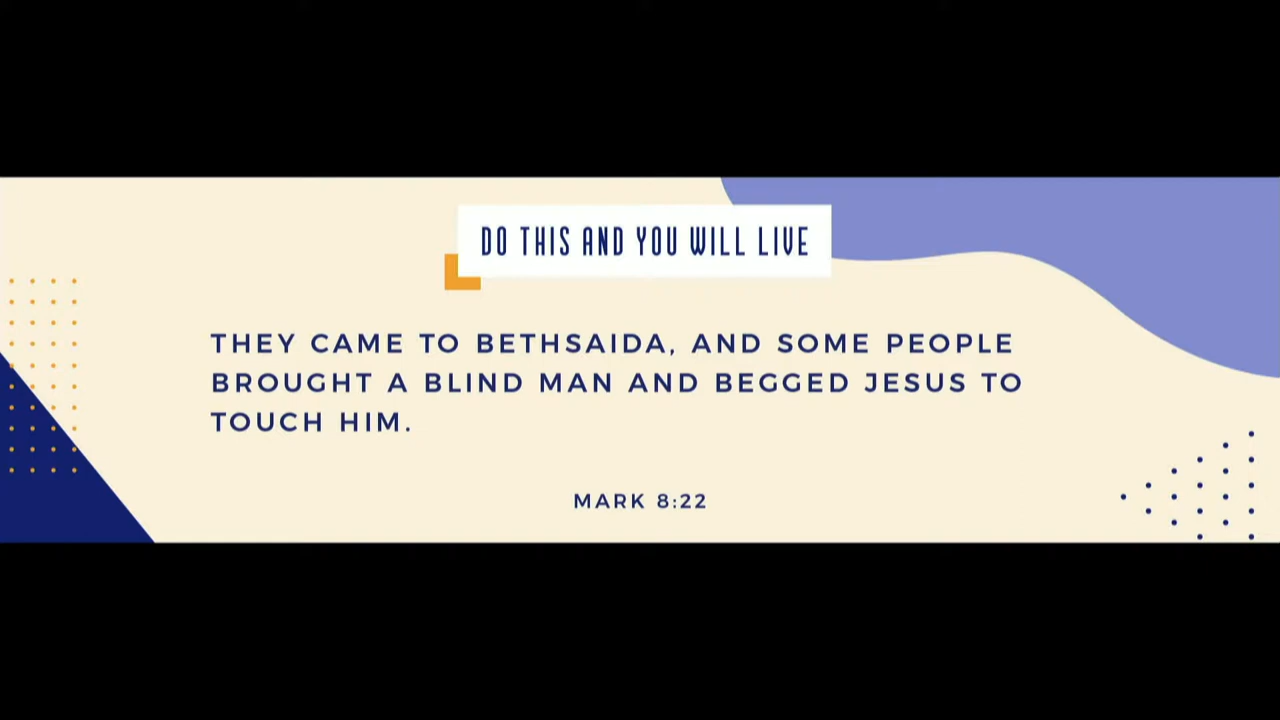 DO THIS AND YOU WILL LIVE
THEY CAME TO BETHSAIDA, AND SOME PEOPLE
BROUGHT A BLIND MAN AND BEGGED JESUS TO
TOUCH HIM.
MARK 8:22